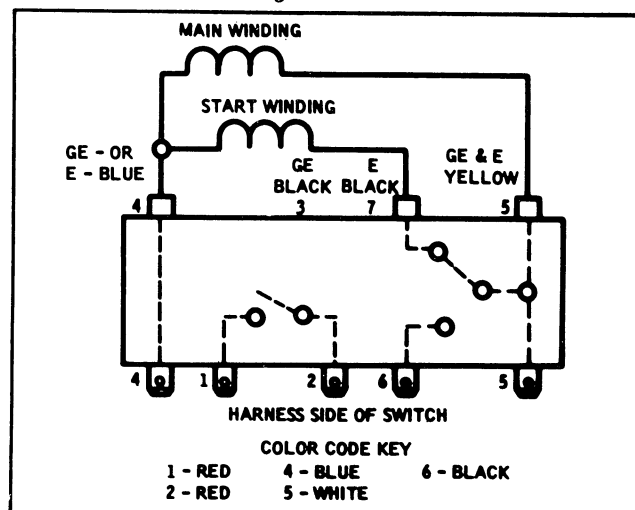 MAIN WINDING
START WINDING
GE - OR
E - BLUE
GE
BLACK
3
E
BLACK
7
GE & E
YELLOW
4
5
4
1
2
6
5
HARNESS SIDE OF SWITCH
COLOR CODE KEY
1 - RED 4 - BLUE 6 - BLACK
2 - RED 5 - WHITE